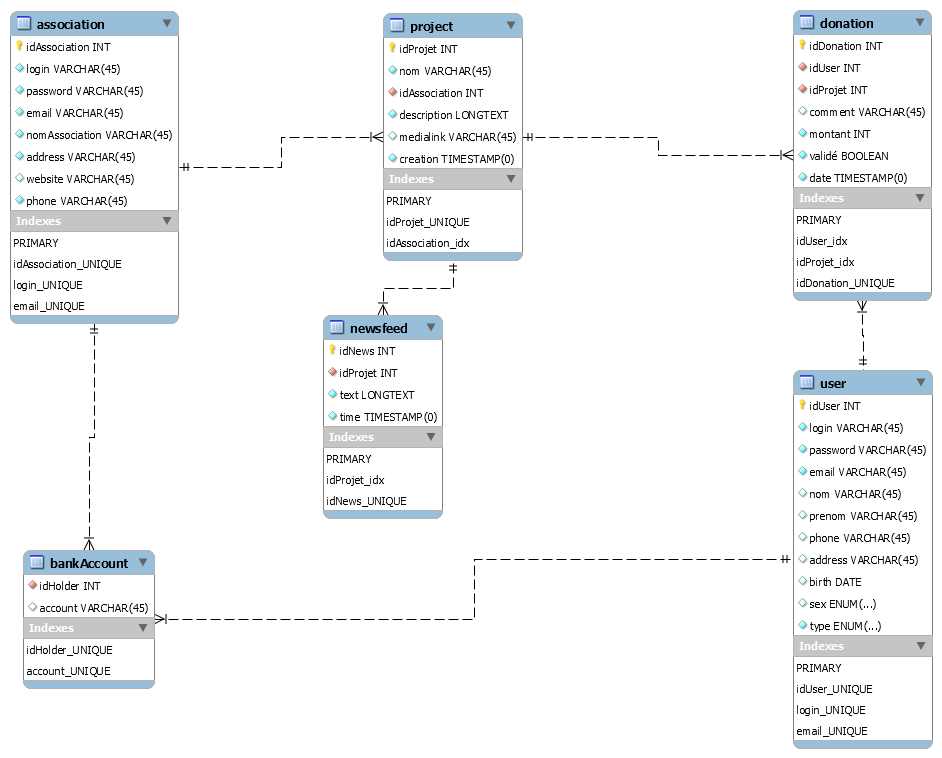 association
idAssociation INT
login VARCHAR(45)
password VARCHAR(45)
email VARCHAR(45)
nomAssociation VARCHAR(45)
address VARCHAR(45)
website VARCHAR(45)
phone VARCHAR(45)
Indexes
PRIMARY
idAssociation_UNIQUE
login_UNIQUE
email_UNIQUE
project
idProjet INT
nom VARCHAR(45)
idAssociation INT
description LONGTEXT
medialink VARCHAR(45)
creation TIMESTAMP(0)
Indexes
PRIMARY
idProjet_UNIQUE
idAssociation_idx
donation
idDonation INT
idUser INT
idProjet INT
comment VARCHAR(45)
montant INT
validé BOOLEAN
date TIMESTAMP(0)
Indexes
PRIMARY
idUser_idx
idProjet_idx
idDonation_UNIQUE
newsfeed
idNews INT
idProjet INT
text LONGTEXT
time TIMESTAMP(0)
Indexes
PRIMARY
idProjet_idx
idNews_UNIQUE
user
idUser INT
login VARCHAR(45)
password VARCHAR(45)
email VARCHAR(45)
nom VARCHAR(45)
prenom VARCHAR(45)
phone VARCHAR(45)
address VARCHAR(45)
birth DATE
sex ENUM(...)
type ENUM(...)
Indexes
PRIMARY
idUser_UNIQUE
login_UNIQUE
email_UNIQUE
bankAccount
idHolder INT
account VARCHAR(45)
Indexes
idHolder_UNIQUE
account_UNIQUE